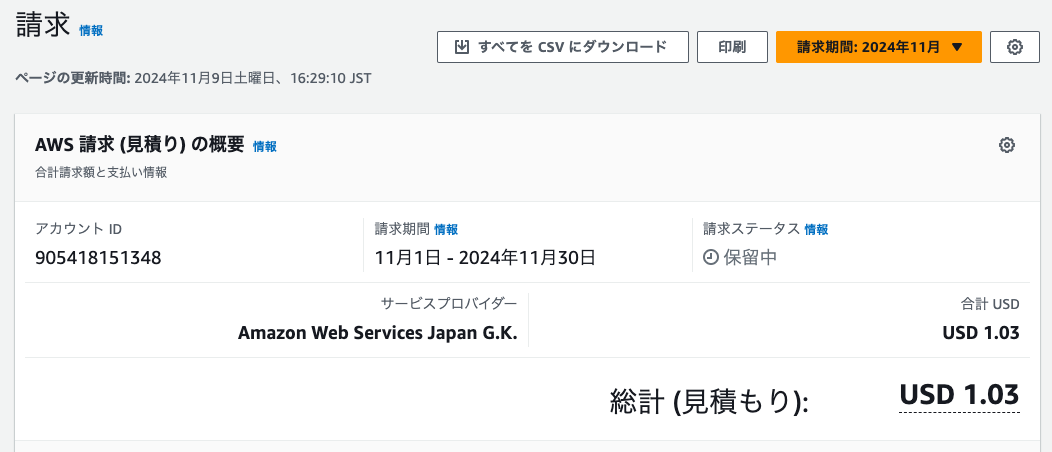 請求 情報
すべてを CSV にダウンロード 印刷 請求期間: 2024年11月
ページの更新時間: 2024年11月9日土曜日、16:29:10 JST
AWS 請求 (見積り) の概要 情報
合計請求額と支払い情報
アカウント ID 請求期間 情報 請求ステータス 情報
905418151348 11月1日 - 2024年11月30日 保留中
サービスプロバイダー 合計 USD
Amazon Web Services Japan G.K. USD 1.03
総計 (見積もり): USD 1.03